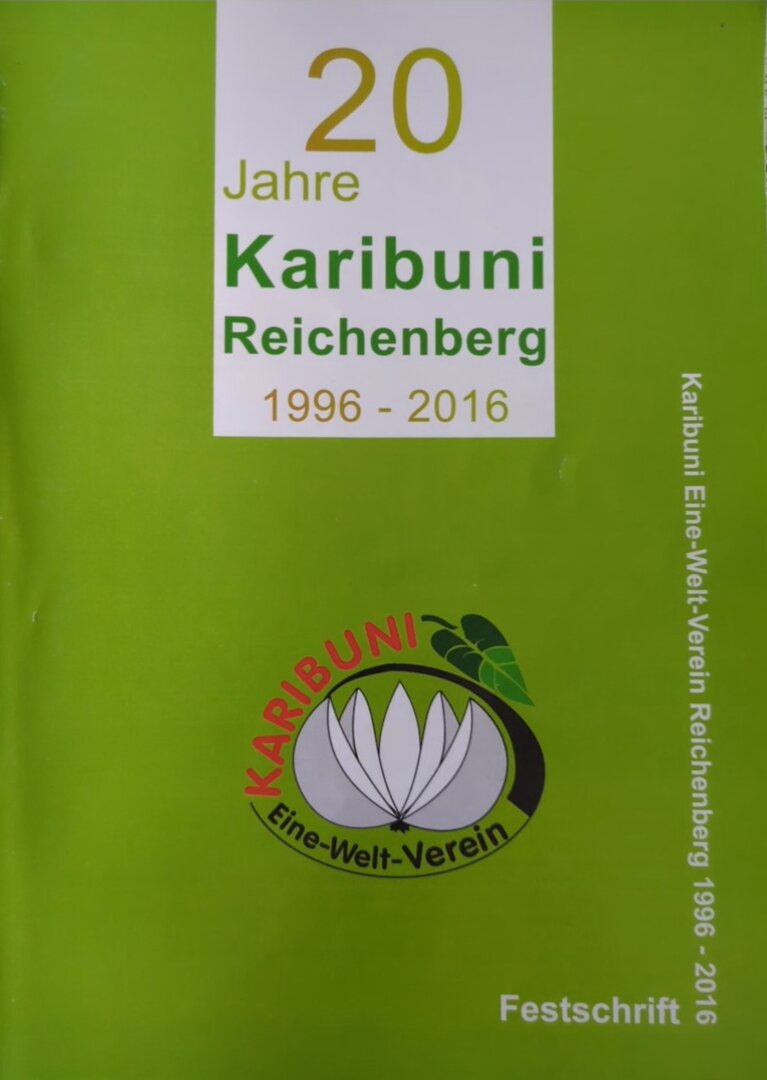 20
Jahre
Karibuni
Reichenberg
1996 - 2016
KARIBUNI
Eine-Welt-Verein
Karibuni Eine-Welt-Verein Reichenberg 1996 - 2016
Festschrift